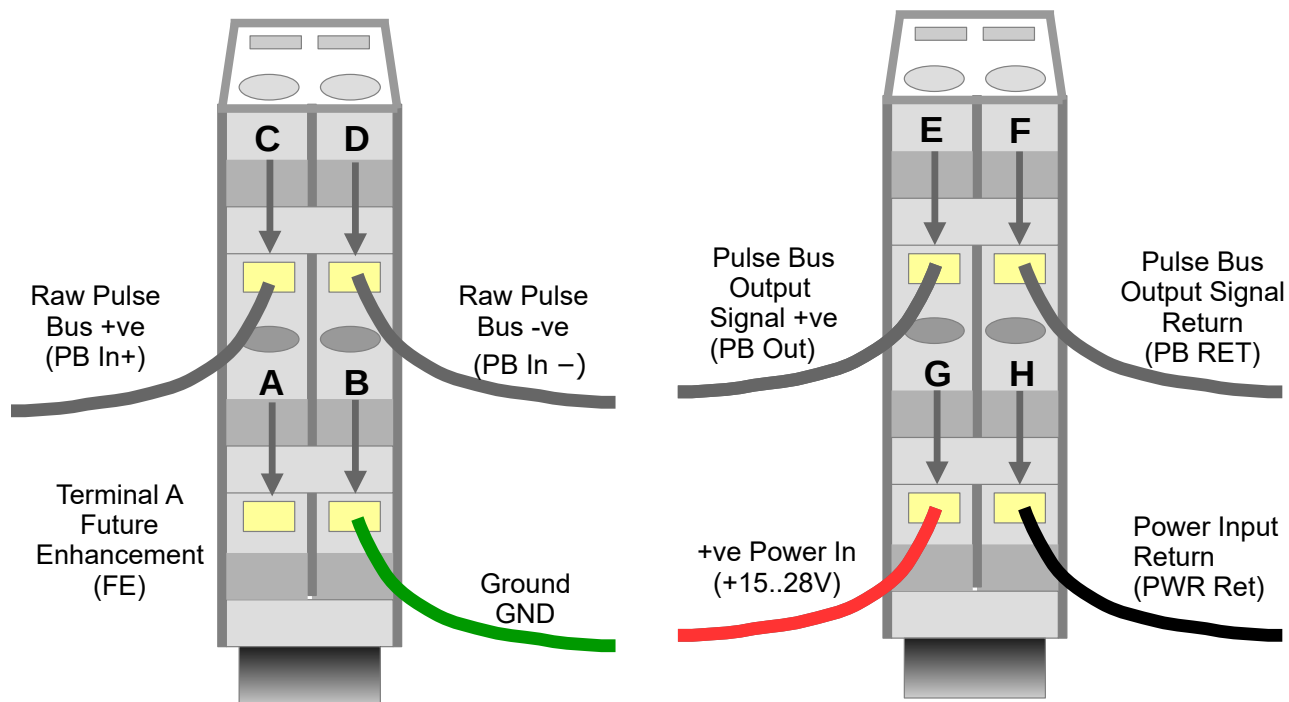 C
D
Raw Pulse
Bus +ve
(PB In+)
Raw Pulse
Bus -ve
(PB In −)
A
B
Terminal A
Future
Enhancement
(FE)
Ground
GND
E
F
Pulse Bus
Output
Signal +ve
(PB Out)
Pulse Bus
Output Signal
Return
(PB RET)
G
H
+ve Power In
(+15..28V)
Power Input
Return
(PWR Ret)